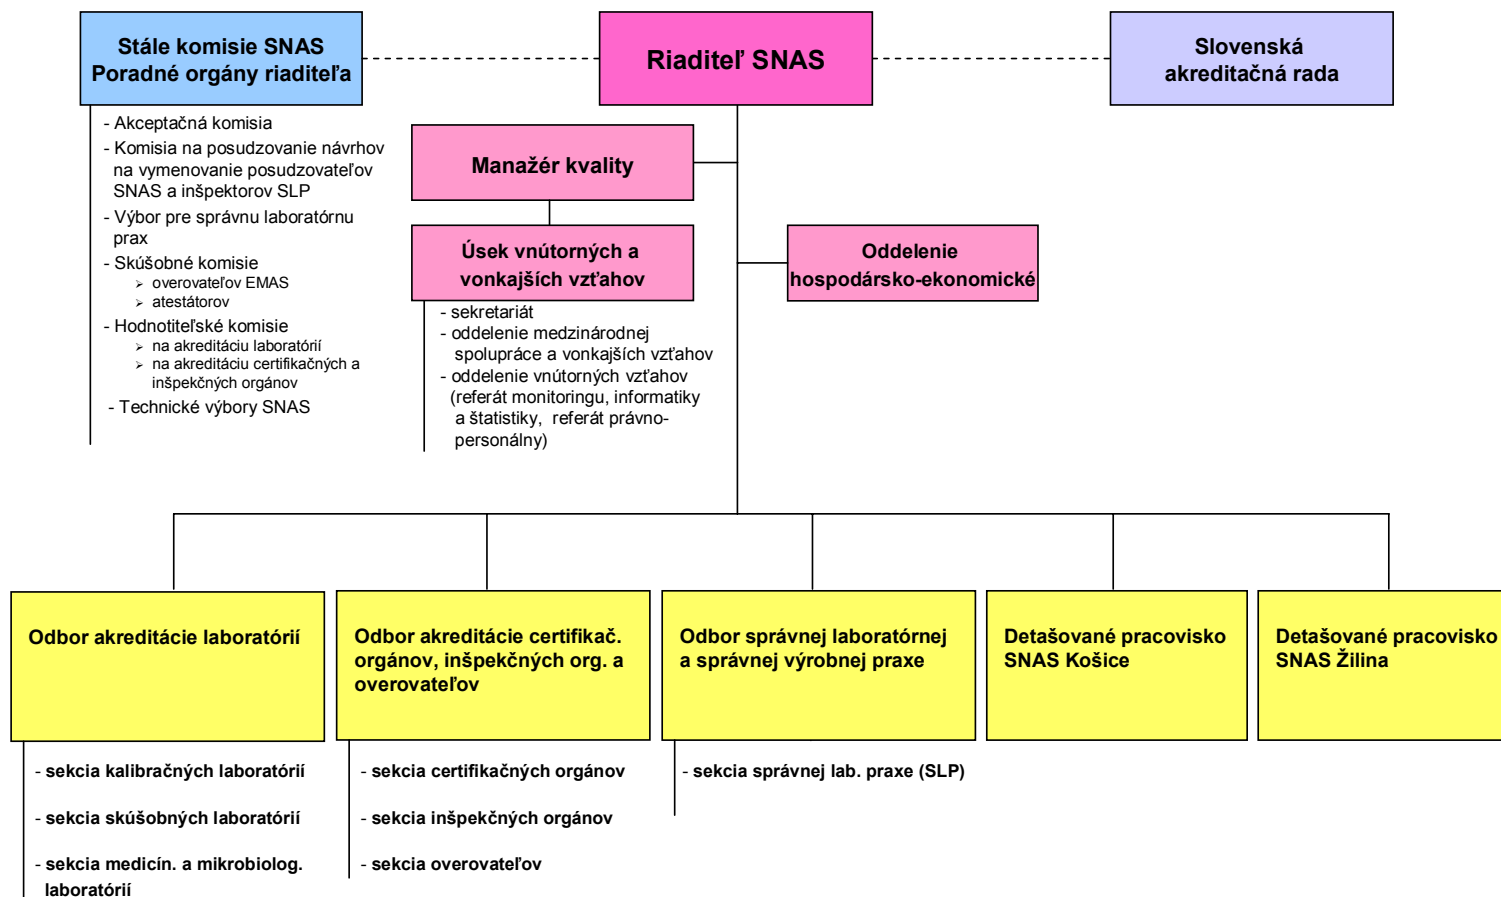 Stále komisie SNAS
Poradné orgány riaditeľa
Riaditeľ SNAS
Slovenská
akreditačná rada
- Akceptačná komisia
- Komisia na posudzovanie návrhov
na vymenovanie posudzovateľov
SNAS a inšpektorov SLP
- Výbor pre správnu laboratórnu
prax
- Skúšobné komisie
➢ overovateľov EMAS
➢ atestátorov
- Hodnotiteľské komisie
➢ na akreditáciu laboratórií
➢ na akreditáciu certifikačných a
inšpekčných orgánov
- Technické výbory SNAS
Manažér kvality
Úsek vnútorných a
vonkajších vzťahov
- sekretariát
- oddelenie medzinárodnej
spolupráce a vonkajších vzťahov
- oddelenie vnútorných vzťahov
(referát monitoringu, informatiky
a štatistiky, referát právno-
personálny)
Oddelenie
hospodársko-ekonomické
Odbor akreditácie laboratórií
- sekcia kalibračných laboratórií
- sekcia skúšobných laboratórií
- sekcia medicín. a mikrobiolog.
laboratórií
Odbor akreditácie certifikač.
orgánov, inšpekčných org. a
overovateľov
- sekcia certifikačných orgánov
- sekcia inšpekčných orgánov
- sekcia overovateľov
Odbor správnej laboratórnej
a správnej výrobnej praxe
- sekcia správnej lab. praxe (SLP)
Detašované pracovisko
SNAS Košice
Detašované pracovisko
SNAS Žilina